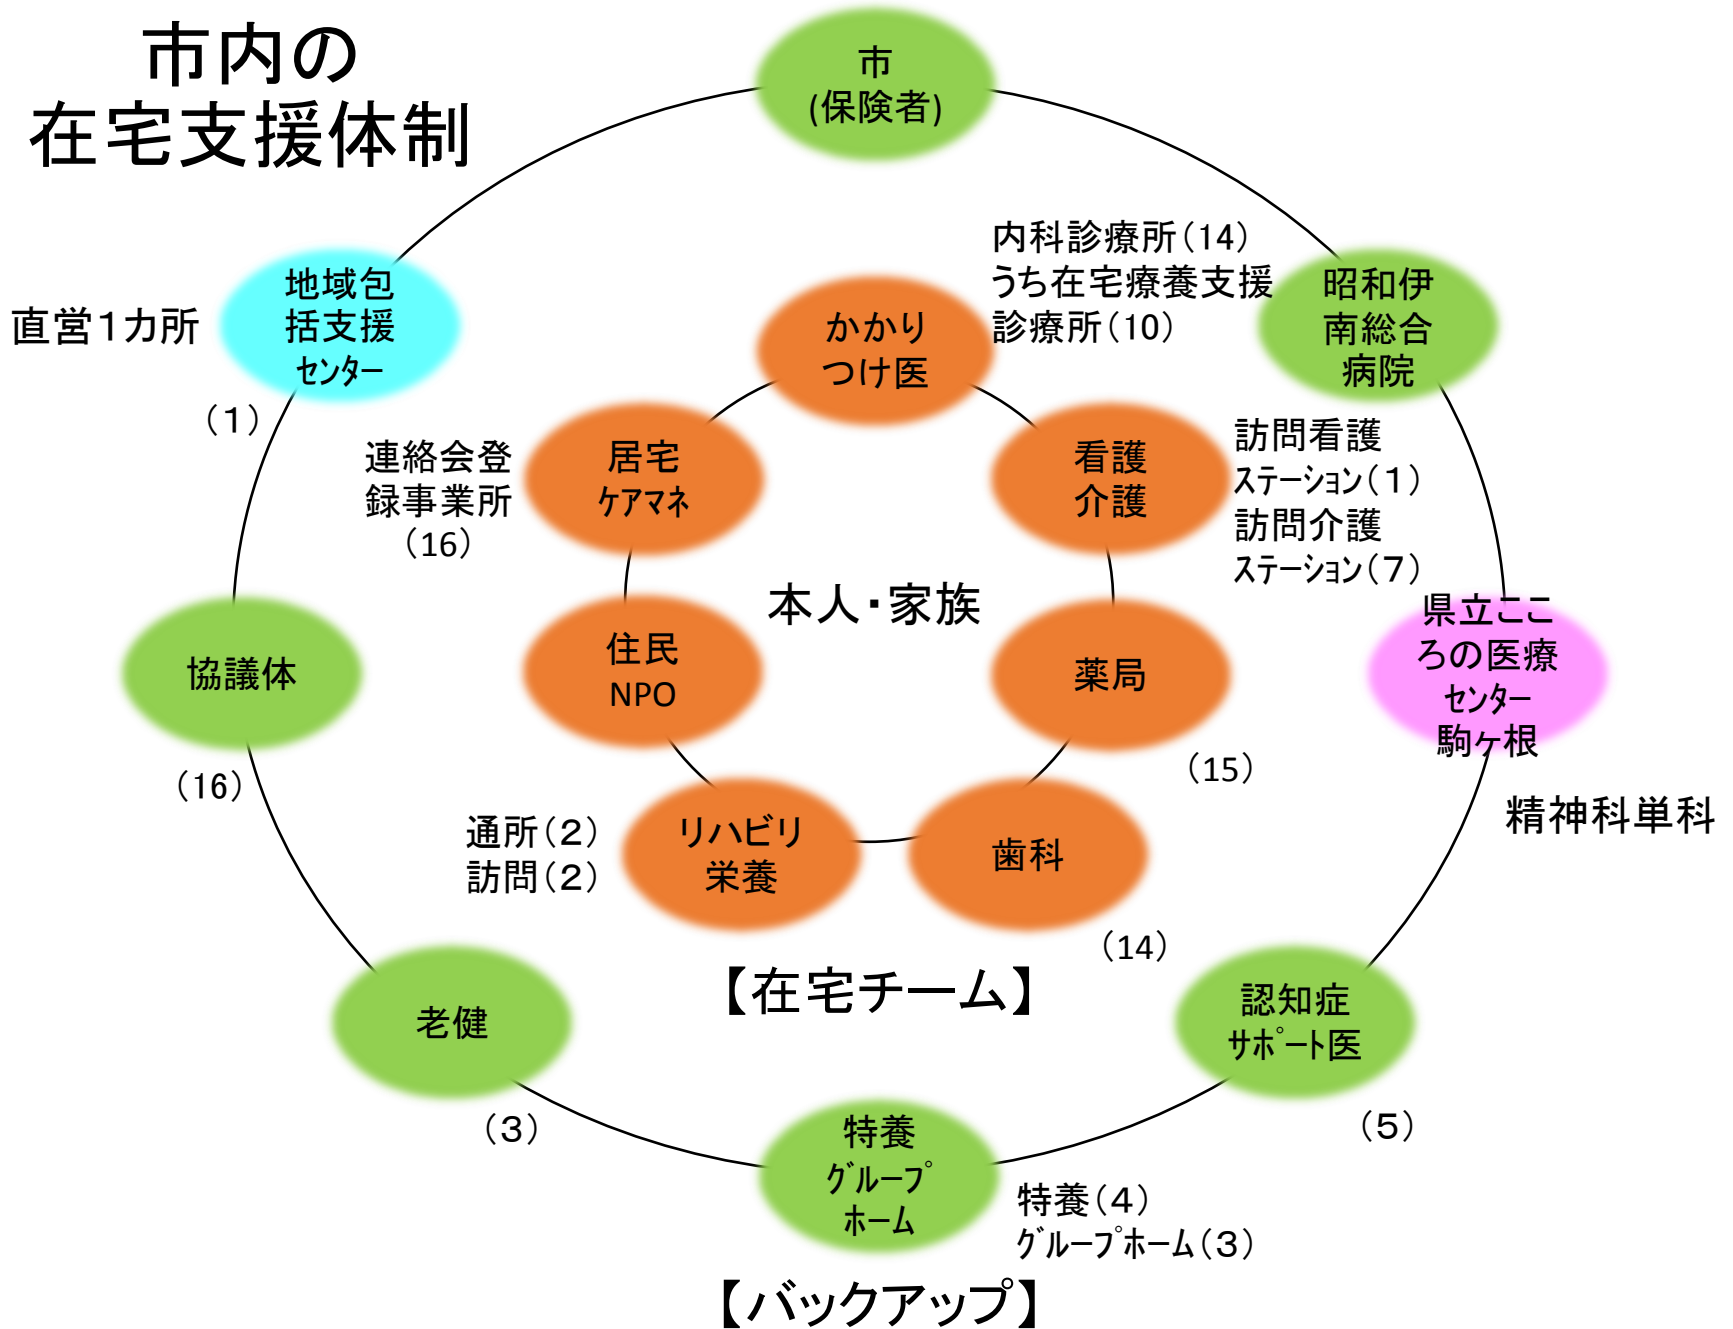 市内の
在宅支援体制
市
(保険者)
内科診療所(14)
うち在宅療養支援
診療所(10)
昭和伊
南総合
病院
地域包
括支援
ｾﾝﾀｰ
直営１カ所
(１)
かかり
つけ医
連絡会登
録事業所
(16)
居宅
ｹｱﾏﾈ
看護
介護
訪問看護
ｽﾃｰｼｮﾝ(１)
訪問介護
ｽﾃｰｼｮﾝ(７)
本人・家族
県立ここ
ろの医療
ｾﾝﾀｰ
駒ヶ根
精神科単科
協議体
(16)
住民
NPO
薬局
(15)
通所(２)
訪問(２)
リハビリ
栄養
歯科
(14)
【在宅チーム】
老健
(３)
認知症
ｻﾎﾟｰﾄ医
(５)
特養
ｸﾞﾙｰﾌﾟ
ﾎｰﾑ
特養(４)
ｸﾞﾙｰﾌﾟﾎｰﾑ(３)
【バックアップ】